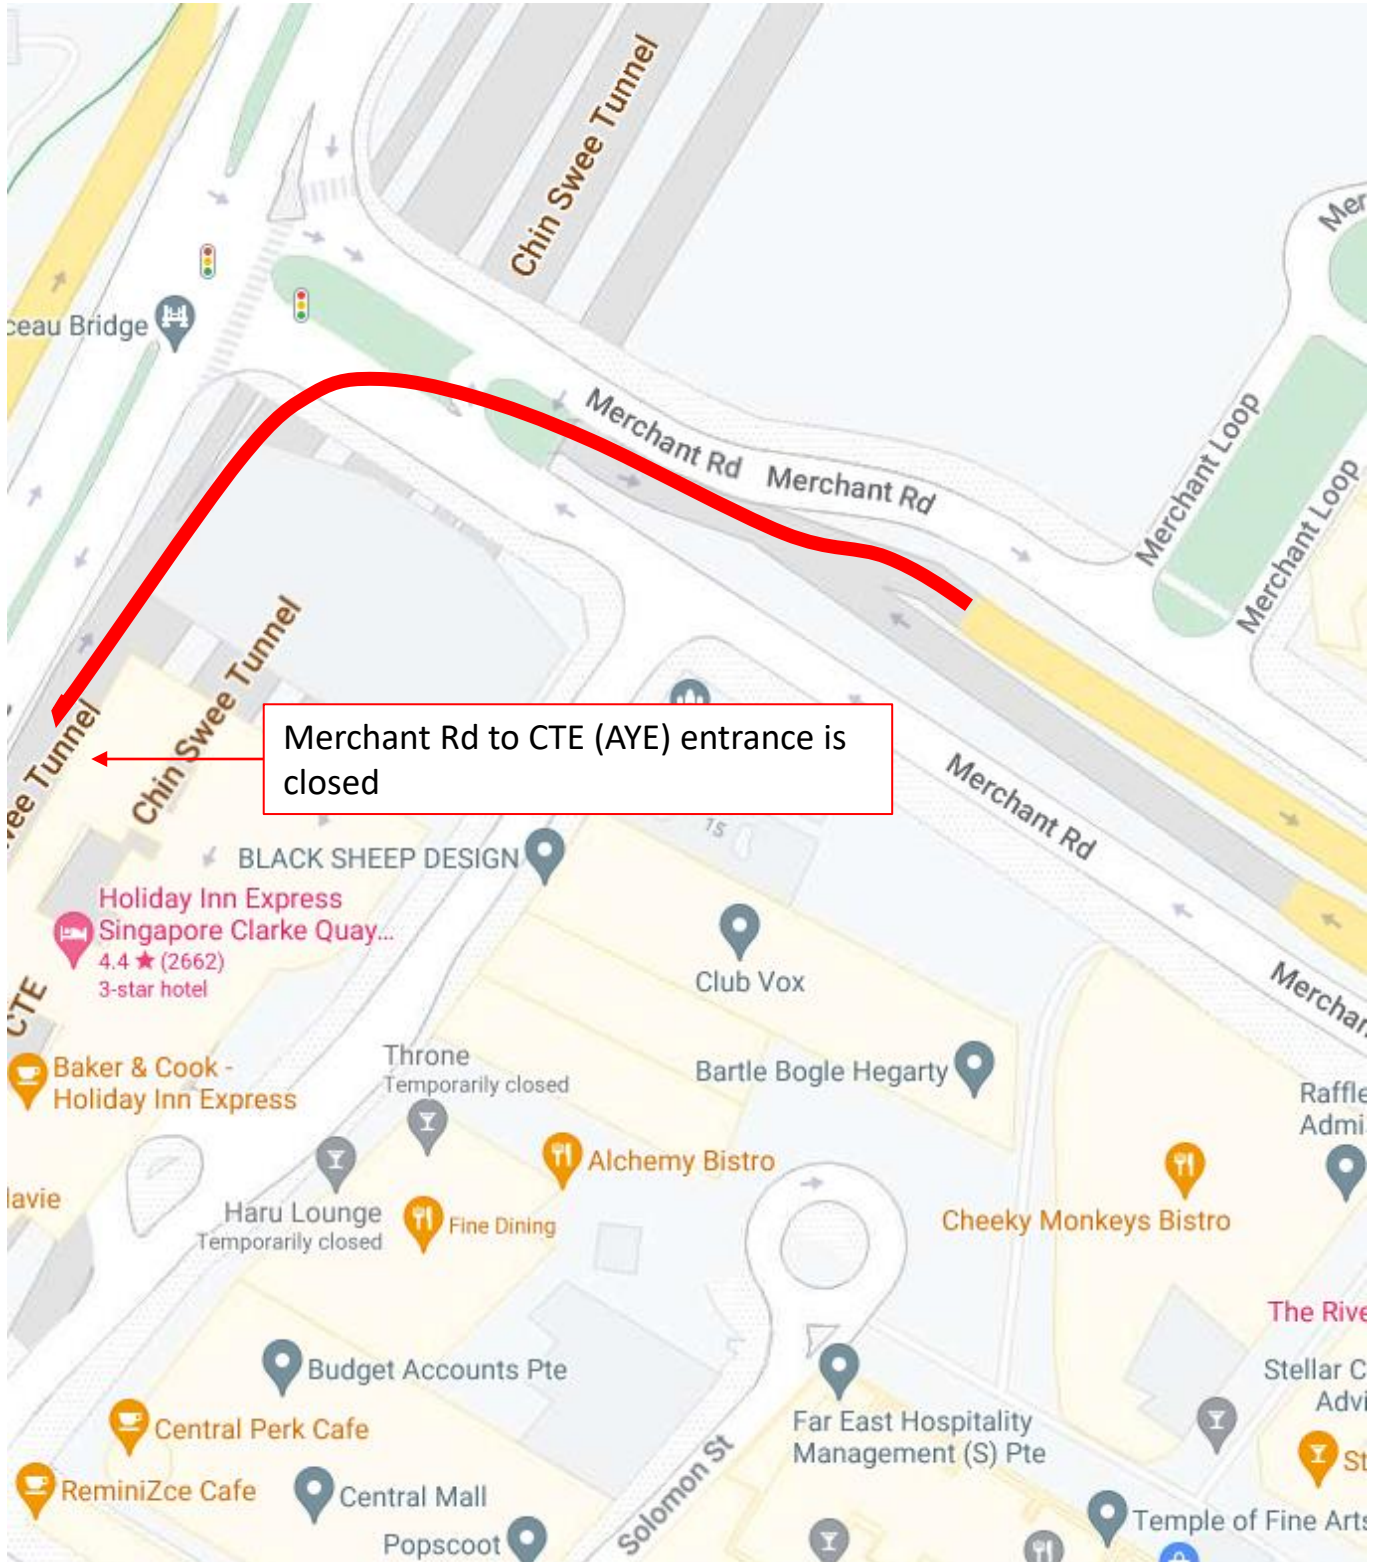 Chin Swee Tunnel
Mer
ceau Bridge
Merchant Rd
Merchant Rd
Merchant Loop
Merchant Loop
Chin Swee Tunnel
vee Tunnel
Merchant Rd to CTE (AYE) entrance is
closed
Merchant Rd
15
BLACK SHEEP DESIGN
Holiday Inn Express
Singapore Clarke Quay...
4.4 ★ (2662)
3-star hotel
Club Vox
Merchan
CTE
Throne
Temporarily closed
Baker & Cook -
Holiday Inn Express
Bartle Bogle Hegarty
Raffle
Admi
Alchemy Bistro
lavie
Haru Lounge
Temporarily closed
Fine Dining
Cheeky Monkeys Bistro
The Rive
Budget Accounts Pte
Stellar C
Advi
Central Perk Cafe
Far East Hospitality
Management (S) Pte
St
ReminiZce Cafe
Central Mall
Solomon St
Popscoot
Temple of Fine Arts